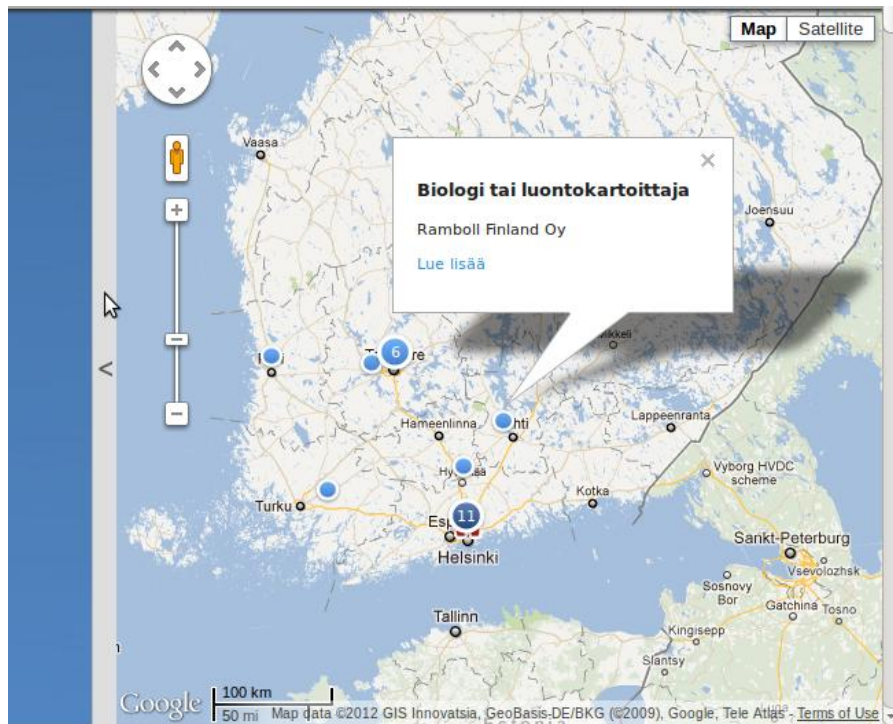 Map
Satellite
Vaasa
Biologi tai luontokartoittaja
Ramboll Finland Oy
Lue lisää
Joensuu
6
Lappeenranta
Hameenlinna
Vyborg HVDC
scheme
Kotka
Turku
11
Helsinki
Sankt-Peterburg
Vsevolozhsk
Sosnovy
Bor
Gatchina
Tosno
Tallinn
Kingisepp
Slantsy
Google
100 km
50 mi
Map data ©2012 GIS Innovatsia, GeoBasis-DE/BKG (©2009), Google, Tele Atlas - Terms of Use